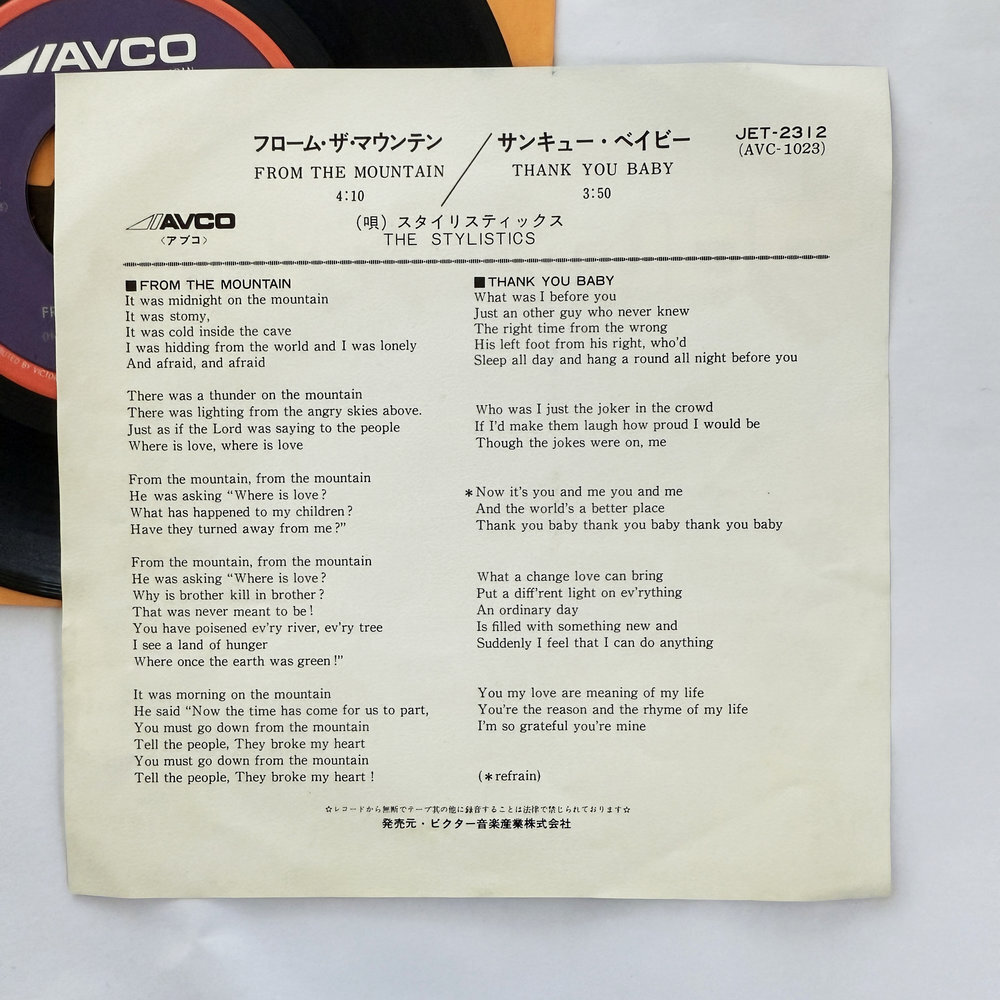 AVCO
フローム・ザ・マウンテン／サンキュー・ベイビー
JET-2312
FROM THE MOUNTAIN
THANK YOU BABY
(AVC-1023)
4:10
3:50
AVCO
〈アブコ〉
(唄) スタイリスティックス
THE STYLISTICS
■FROM THE MOUNTAIN
It was midnight on the mountain
It was stomy,
It was cold inside the cave
I was hidding from the world and I was lonely
And afraid, and afraid
There was a thunder on the mountain
There was lighting from the angry skies above.
Just as if the Lord was saying to the people
Where is love, where is love
From the mountain, from the mountain
He was asking “Where is love?
What has happened to my children?
Have they turned away from me?”
From the mountain, from the mountain
He was asking “Where is love?
Why is brother kill in brother?
That was never meant to be!
You have poisened ev'ry river, ev'ry tree
I see a land of hunger
Where once the earth was green!”
It was morning on the mountain
He said “Now the time has come for us to part,
You must go down from the mountain
Tell the people, They broke my heart
You must go down from the mountain
Tell the people, They broke my heart!
■THANK YOU BABY
What was I before you
Just an other guy who never knew
The right time from the wrong
His left foot from his right, who'd
Sleep all day and hang a round all night before you
Who was I just the joker in the crowd
If I'd make them laugh how proud I would be
Though the jokes were on, me
*Now it's you and me you and me
And the world's a better place
Thank you baby thank you baby thank you baby
What a change love can bring
Put a diff'rent light on ev'rything
An ordinary day
Is filled with something new and
Suddenly I feel that I can do anything
You my love are meaning of my life
You're the reason and the rhyme of my life
I'm so grateful you're mine
(*refrain)
☆レコードから無断でテープ其の他に録音することは法律で禁じられております☆
発売元・ビクター音楽産業株式会社